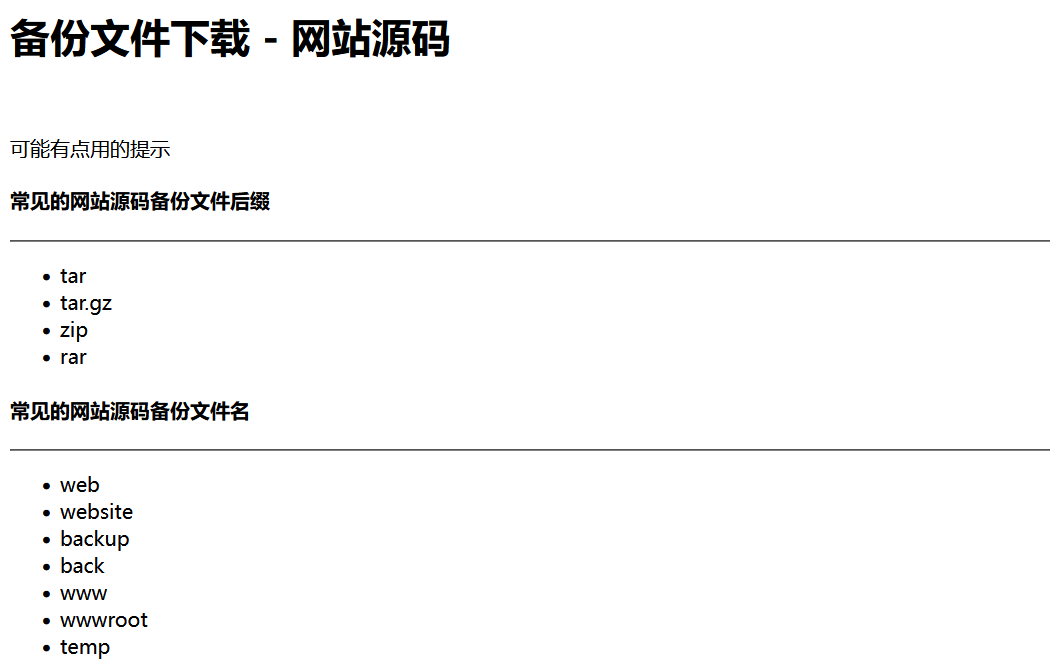 备份文件下载 - 网站源码
可能有点用的提示
常见的网站源码备份文件后缀
tar
tar.gz
zip
rar
常见的网站源码备份文件名
web
website
backup
back
www
wwwroot
temp